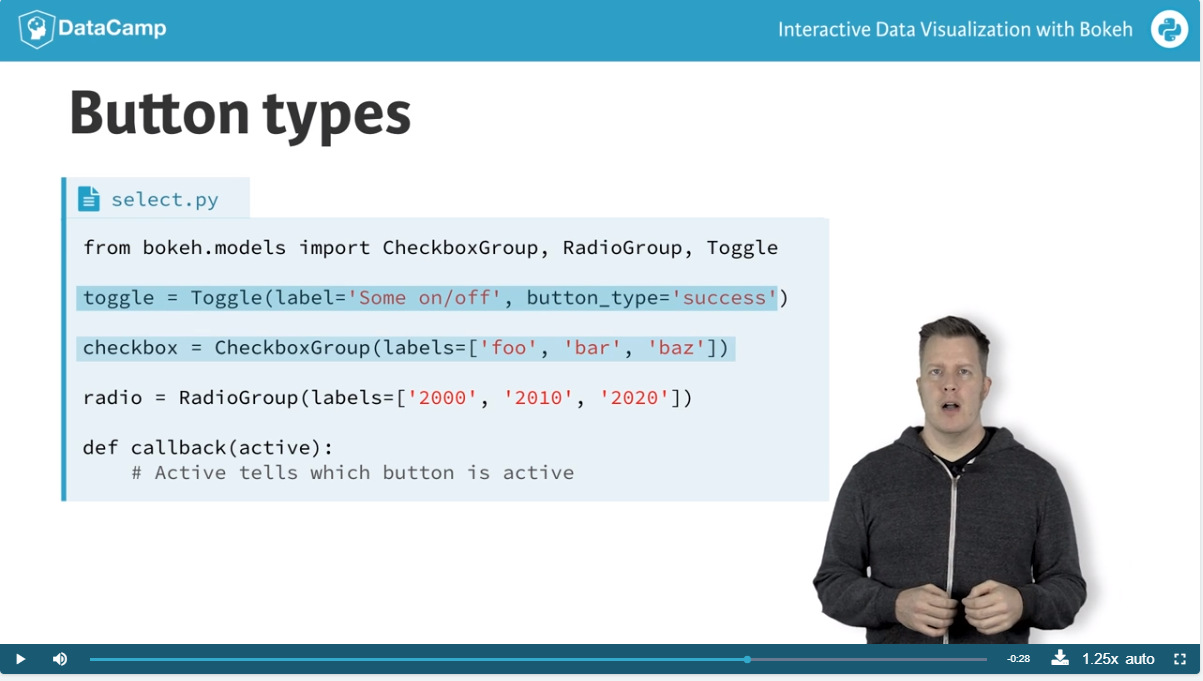 DataCamp
Interactive Data Visualization with Bokeh
Button types
select.py
from bokeh.models import CheckboxGroup, RadioGroup, Toggle
toggle = Toggle(label='Some on/off', button_type='success')
checkbox = CheckboxGroup(labels=['foo', 'bar', 'baz'])
radio = RadioGroup(labels=['2000', '2010', '2020'])
def callback(active):
# Active tells which button is active
-0:28 1.25x auto